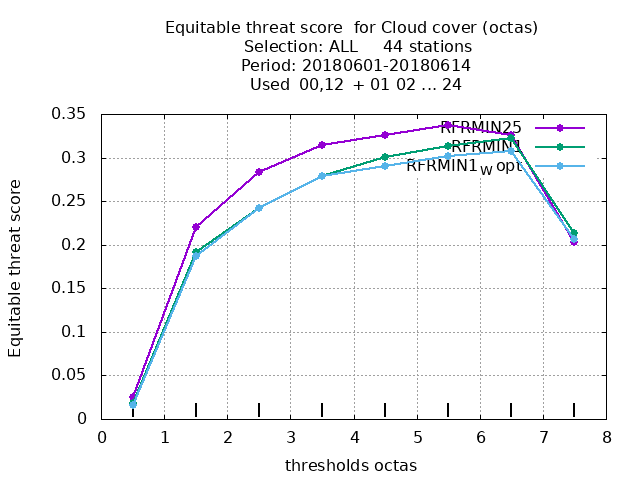 Equitable threat score for Cloud cover (octas)
Selection: ALL 44 stations
Period: 20180601-20180614
Used 00,12 + 01 02 ... 24
RFRMIN25
RFRMIN1
RFRMIN1W opt
Equitable threat score
0.35
0.3
0.25
0.2
0.15
0.1
0.05
0
0 1 2 3 4 5 6 7 8
thresholds octas